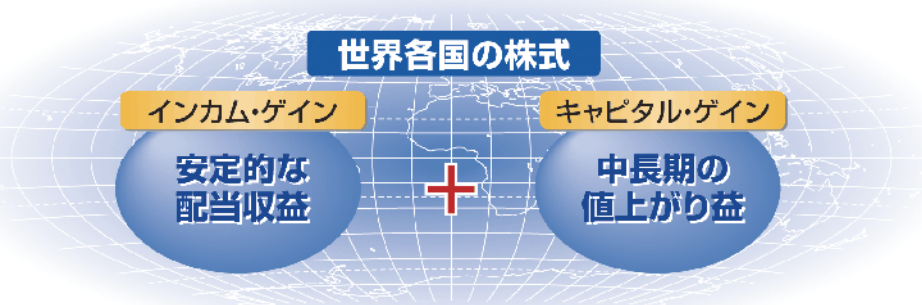 世界各国の株式
インカム・ゲイン
キャピタル・ゲイン
安定的な
配当収益
+
中長期の
値上がり益